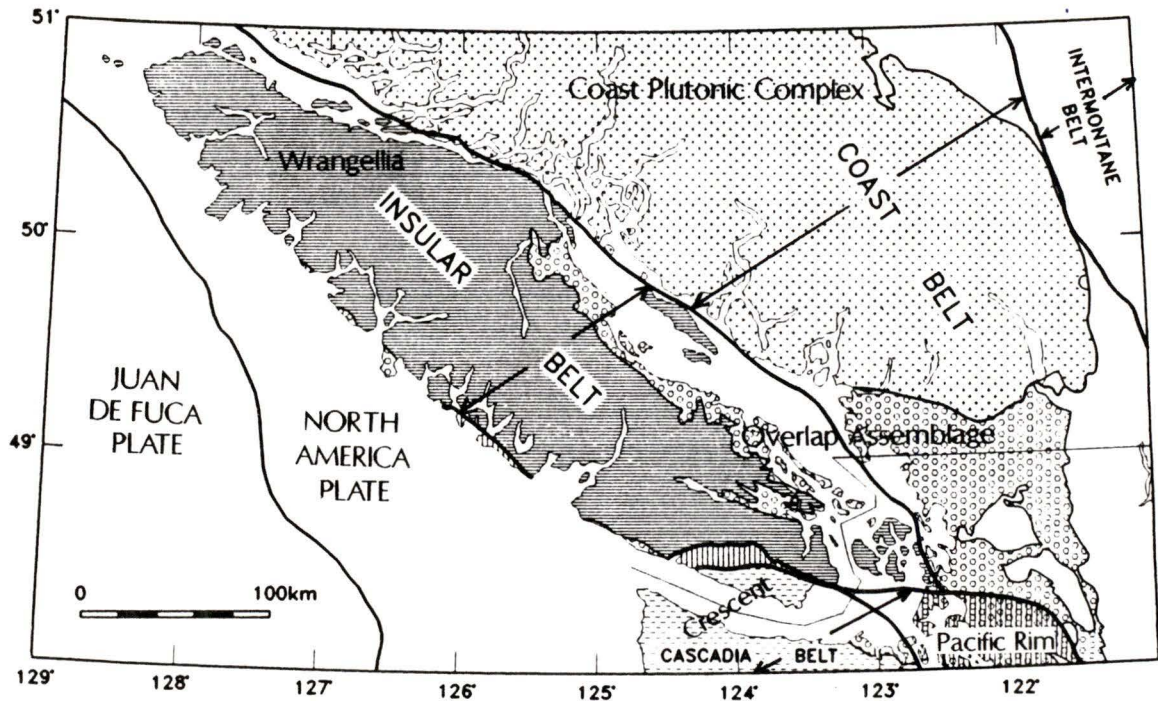 51°
50°
49°
129°
128°
127°
126°
125°
124°
123°
122°
Coast Plutonic Complex
INTERMONTANE
BELT
Wrangellia
COAST
BELT
INSULAR
BELT
JUAN
DE FUCA
PLATE
NORTH
AMERICA
PLATE
Overlap Assemblage
0 100km
Crescent
Pacific Rim
CASCADIA BELT